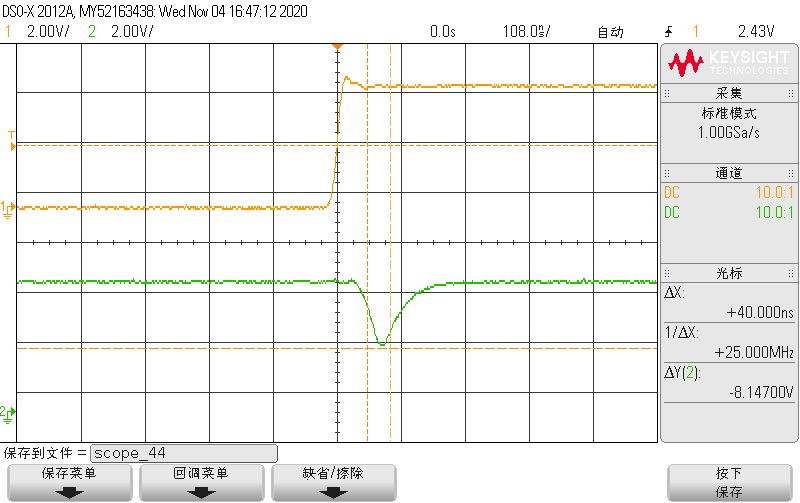 DSO-X 2012A, MY52163438: Wed Nov 04 16:47:12 2020
1 2.00V/ 2 2.00V/ 0.0s 108.0ns/ 自动 1 2.43V
KEYSIGHT
TECHNOLOGIES
采集
标准模式
1.00GSa/s
通道
DC 10.0:1
DC 10.0:1
光标
ΔX:
+40.000ns
1/ΔX:
+25.000MHz
ΔY(2):
-8.14700V
T
1
2
保存到文件 = scope_44
保存菜单 回调菜单 缺省/擦除 按下
保存